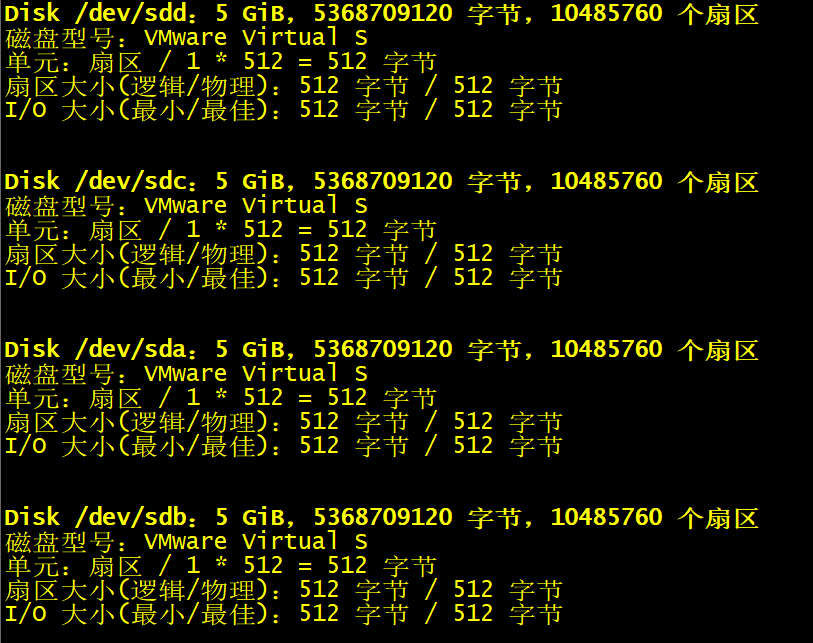 Disk /dev/sdd：5 GiB，5368709120 字节，10485760 个扇区
磁盘型号：VMware Virtual S
单元：扇区 / 1 * 512 = 512 字节
扇区大小(逻辑/物理)：512 字节 / 512 字节
I/O 大小(最小/最佳)：512 字节 / 512 字节
Disk /dev/sdc：5 GiB，5368709120 字节，10485760 个扇区
磁盘型号：VMware Virtual S
单元：扇区 / 1 * 512 = 512 字节
扇区大小(逻辑/物理)：512 字节 / 512 字节
I/O 大小(最小/最佳)：512 字节 / 512 字节
Disk /dev/sda：5 GiB，5368709120 字节，10485760 个扇区
磁盘型号：VMware Virtual S
单元：扇区 / 1 * 512 = 512 字节
扇区大小(逻辑/物理)：512 字节 / 512 字节
I/O 大小(最小/最佳)：512 字节 / 512 字节
Disk /dev/sdb：5 GiB，5368709120 字节，10485760 个扇区
磁盘型号：VMware Virtual S
单元：扇区 / 1 * 512 = 512 字节
扇区大小(逻辑/物理)：512 字节 / 512 字节
I/O 大小(最小/最佳)：512 字节 / 512 字节